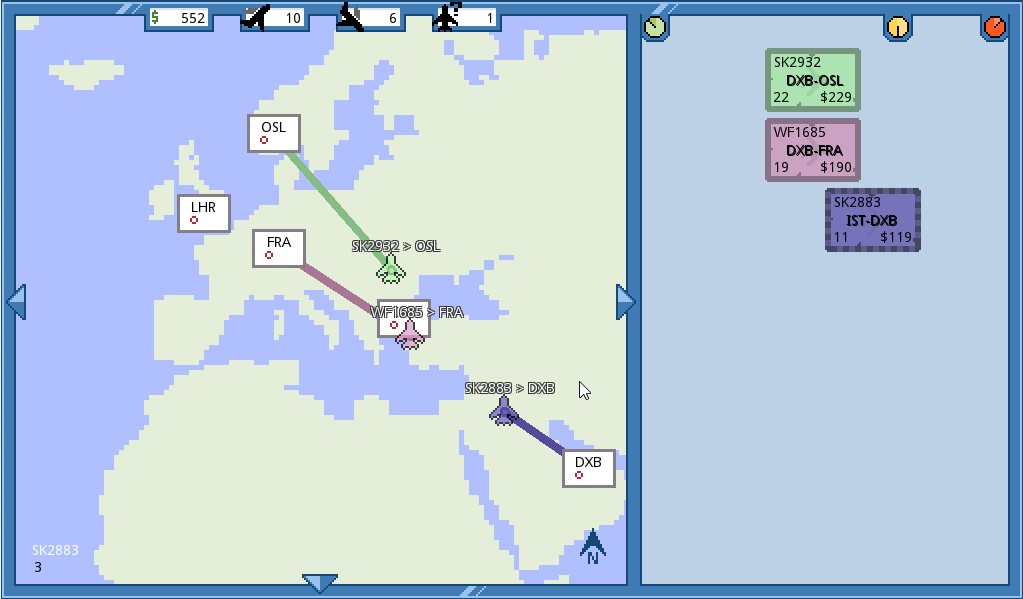 $ 552
10
6
? 1
OSL
LHR
FRA
SK2932 > OSL
WF1685 > FRA
SK2883 > DXB
DXB
N
SK2883
3
SK2932
DXB-OSL
22 $229
WF1685
DXB-FRA
19 $190
SK2883
IST-DXB
11 $119